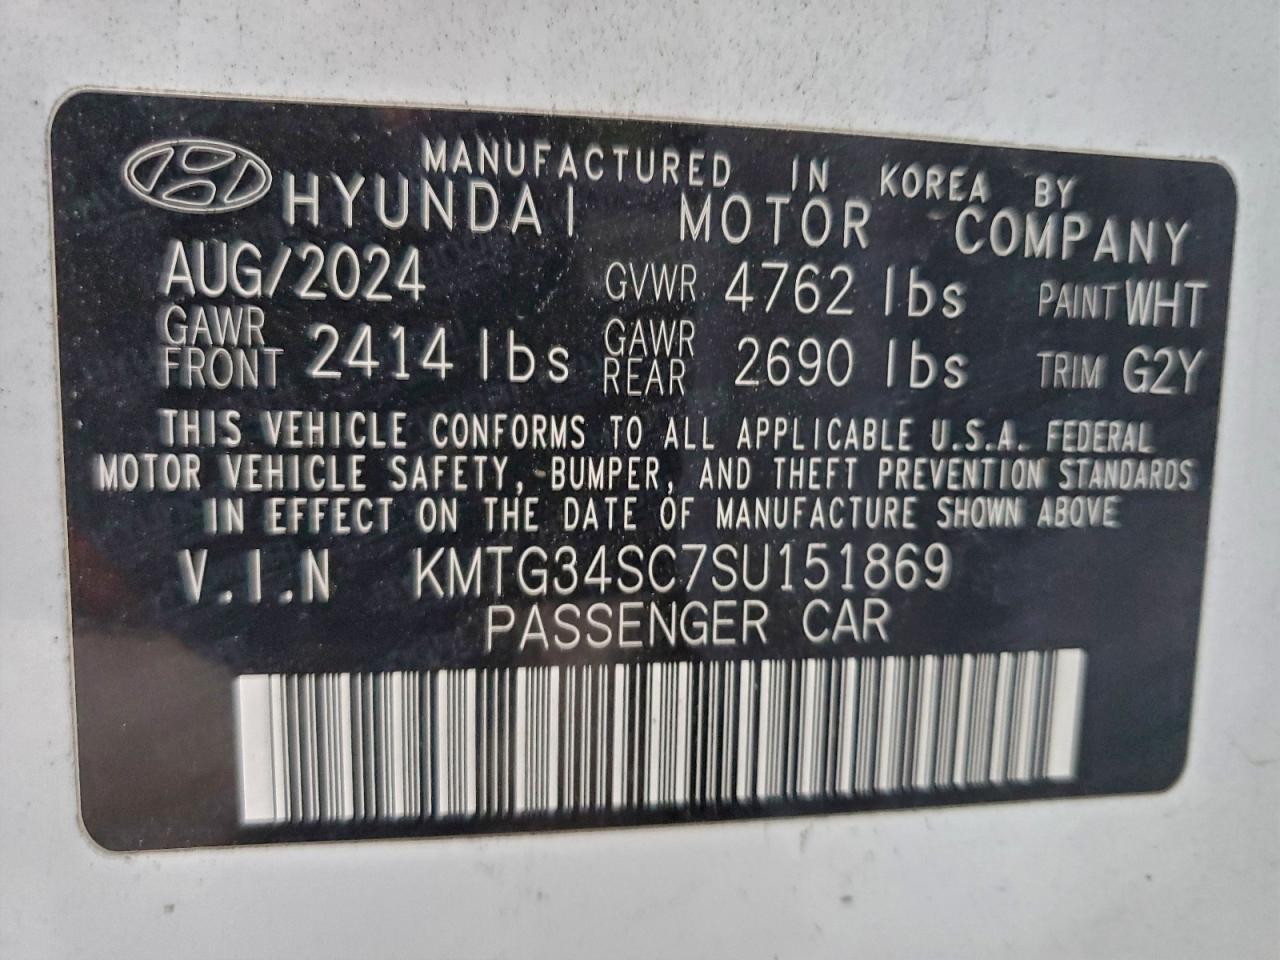 MANUFACTURED IN KOREA BY
HYUNDAI MOTOR COMPANY
AUG/2024 GVWR 4762 lbs PAINT WHT
GAWR FRONT 2414 lbs GAWR REAR 2690 lbs TRIM G2Y
THIS VEHICLE CONFORMS TO ALL APPLICABLE U.S.A. FEDERAL
MOTOR VEHICLE SAFETY, BUMPER, AND THEFT PREVENTION STANDARDS
IN EFFECT ON THE DATE OF MANUFACTURE SHOWN ABOVE
V.I.N KMTG34SC7SU151869
PASSENGER CAR